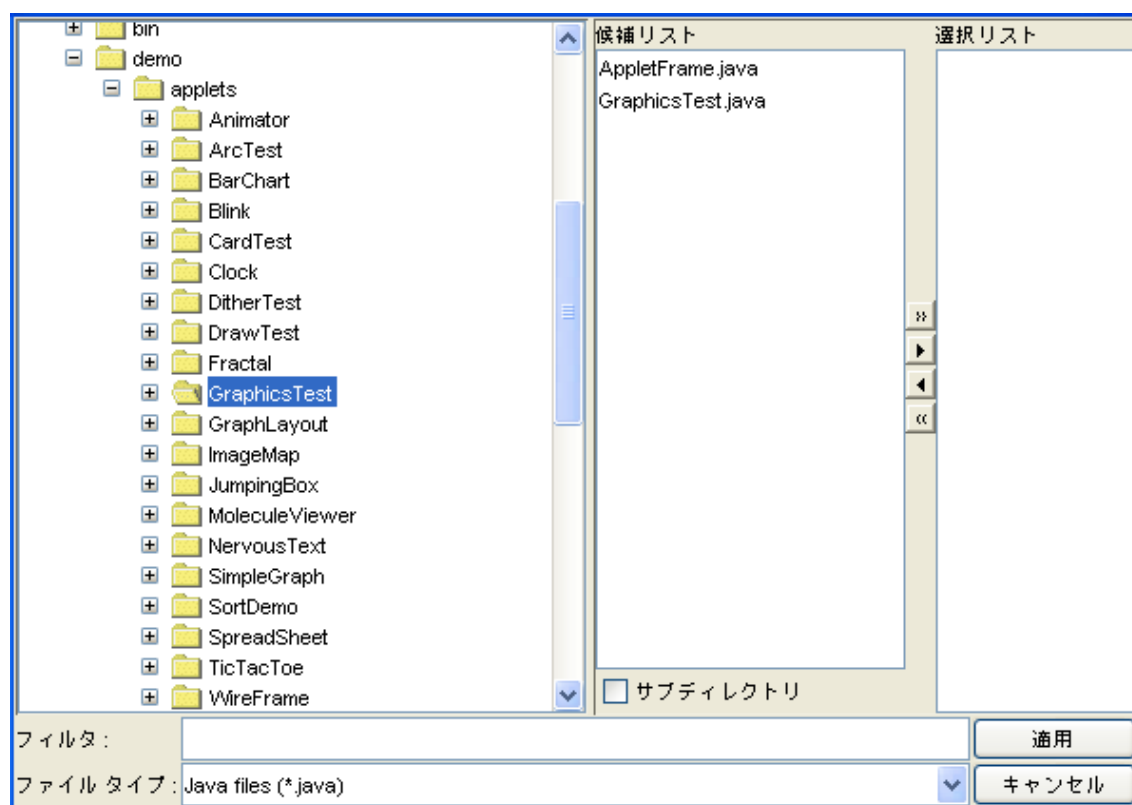 bin
demo
applets
Animator
ArcTest
BarChart
Blink
CardTest
Clock
DitherTest
DrawTest
Fractal
GraphicsTest
GraphLayout
ImageMap
JumpingBox
MoleculeViewer
NervousText
SimpleGraph
SortDemo
SpreadSheet
TicTacToe
WireFrame
候補リスト
AppletFrame.java
GraphicsTest.java
サブディレクトリ
選択リスト
フィルタ :
適用
ファイル タイプ : Java files (*.java)
キャンセル